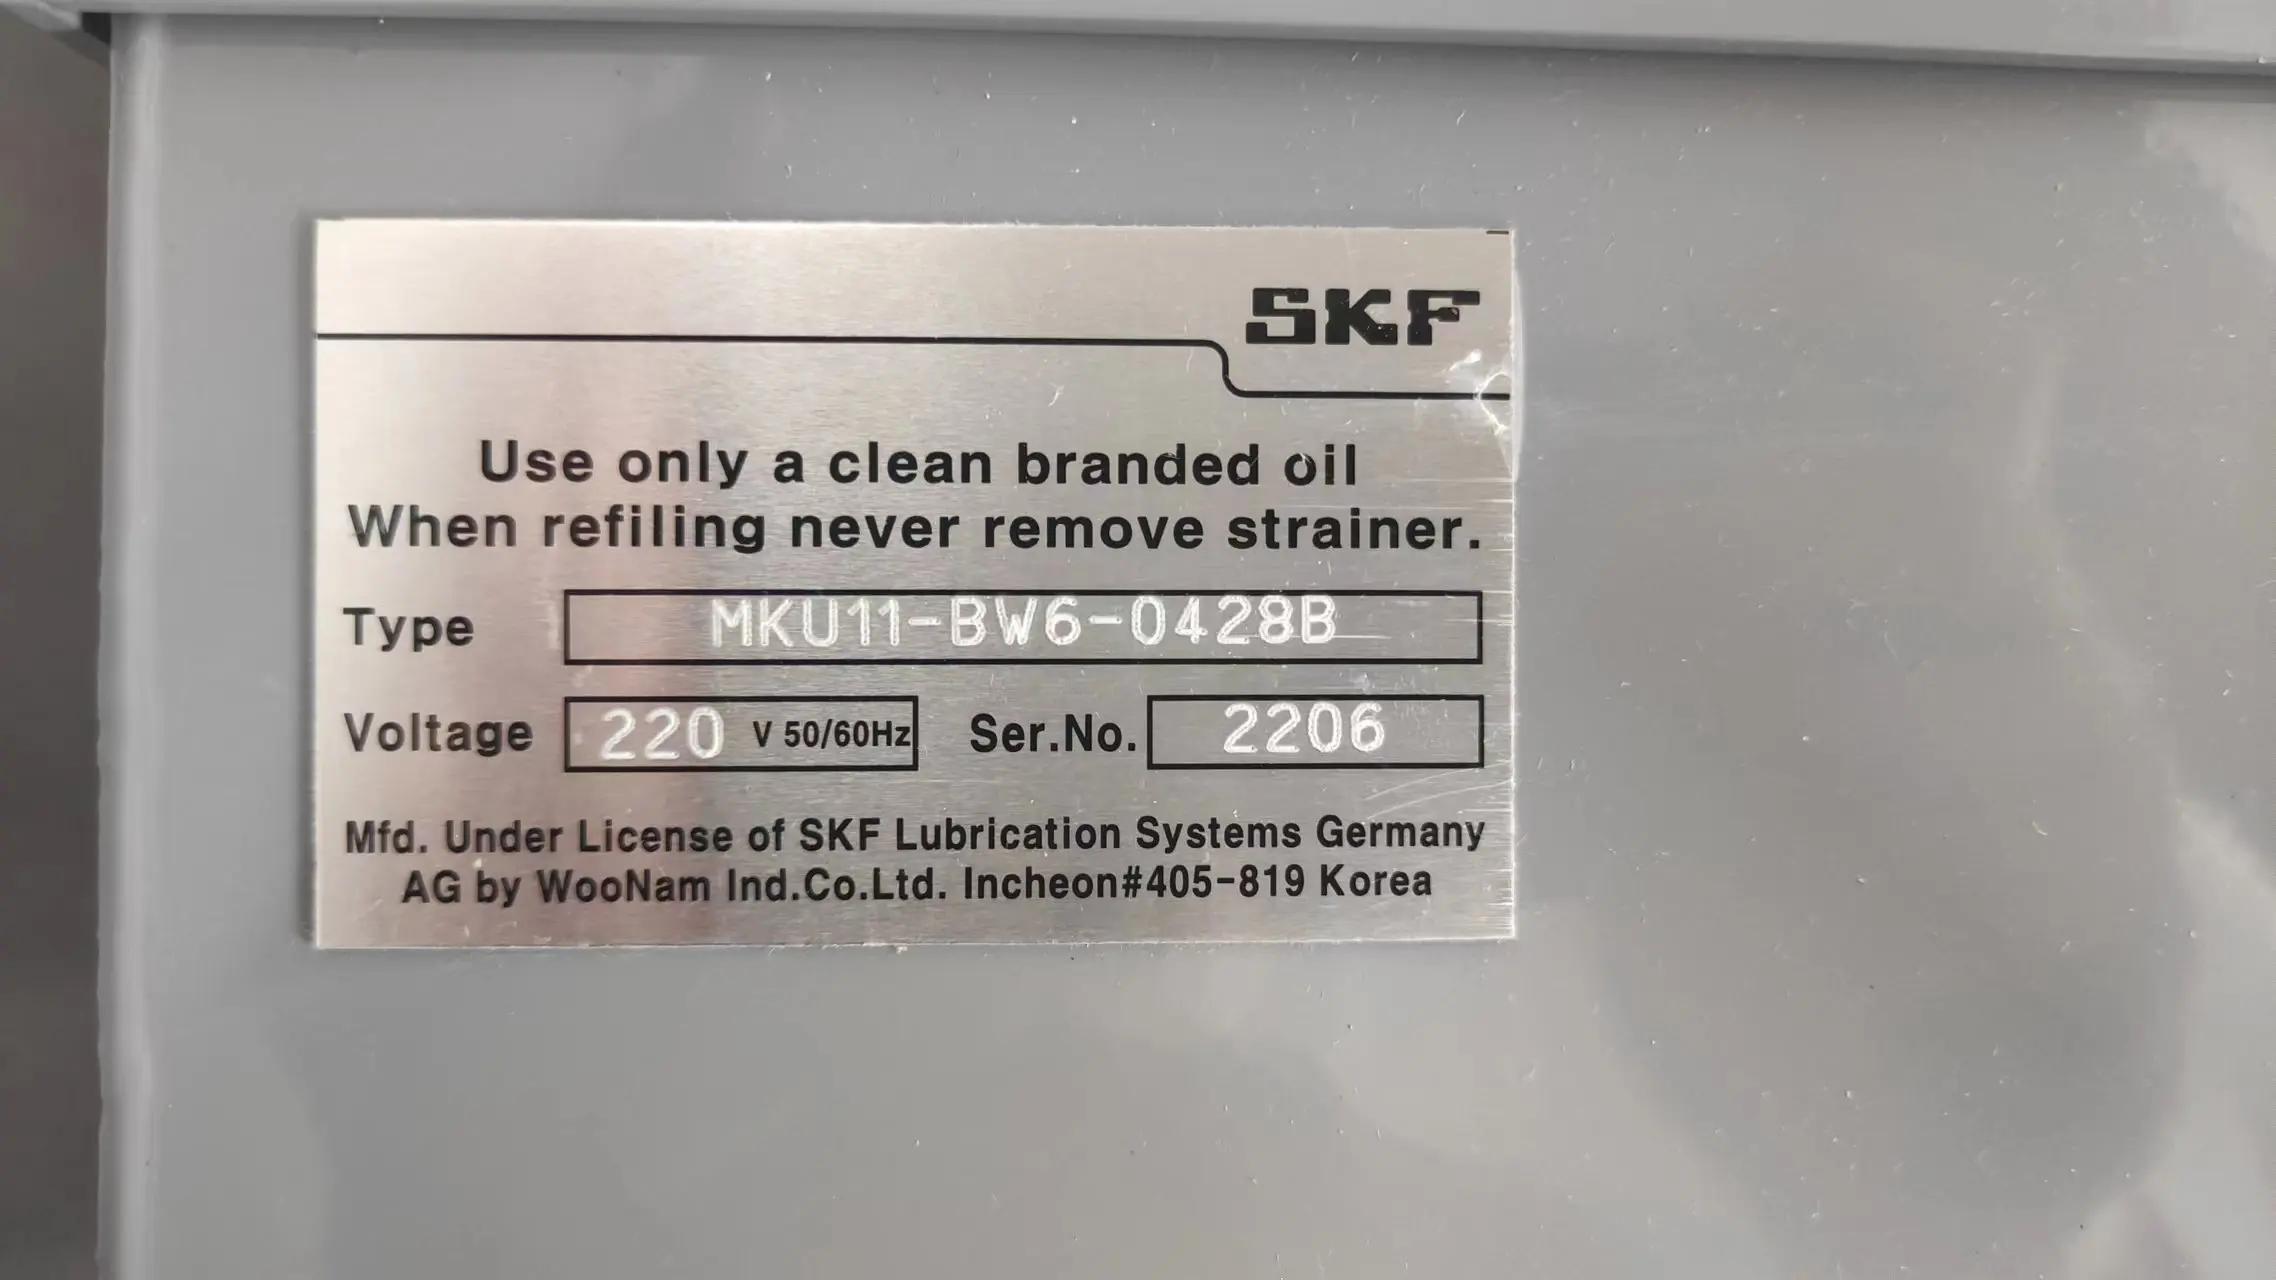 SKF
Use only a clean branded oil
When refiling never remove strainer.
Type MKU11-BW6-0428B
Voltage 220 V 50/60Hz Ser.No. 2206
Mfd. Under License of SKF Lubrication Systems Germany
AG by WooNam Ind.Co.Ltd. Incheon#405-819 Korea